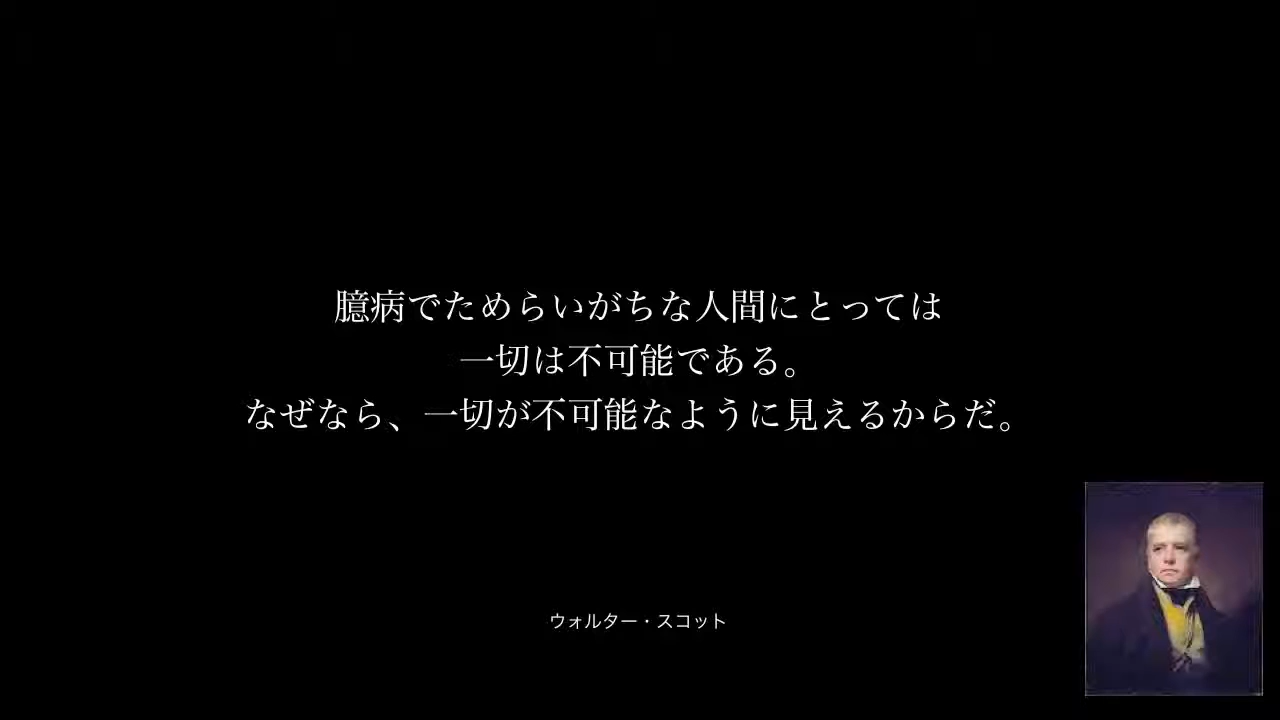 臆病でためらいがちな人間にとっては
一切は不可能である。
なぜなら、一切が不可能なように見えるからだ。
ウォルター・スコット